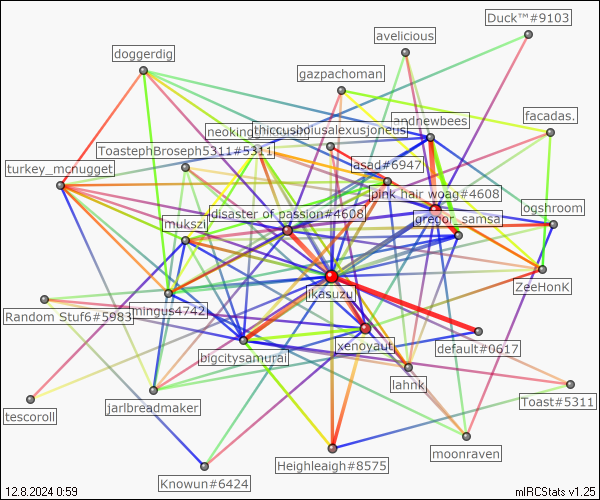 Duck™#9103
avelicious
doggerdig
gazpachoman
facadas.
andnewbees
neoking
thiccusbolusalexusjoneus
ToastephBroseph5311#5311
asad#6947
turkey_mcnugget
pink hair woag#4608
ogshroom
disaster of passion#4608
gregor_samsa
mukszi
ZeeHonK
ikasuzu
Random Stuf6#5983
mingus4742
xenoyaut
default#0617
bigcitysamurai
lahnk
Toast#5311
jarlbreadmaker
tescoroll
moonraven
Heighleaigh#8575
Knowun#6424
12.8.2024 0:59
mIRCStats v1.25